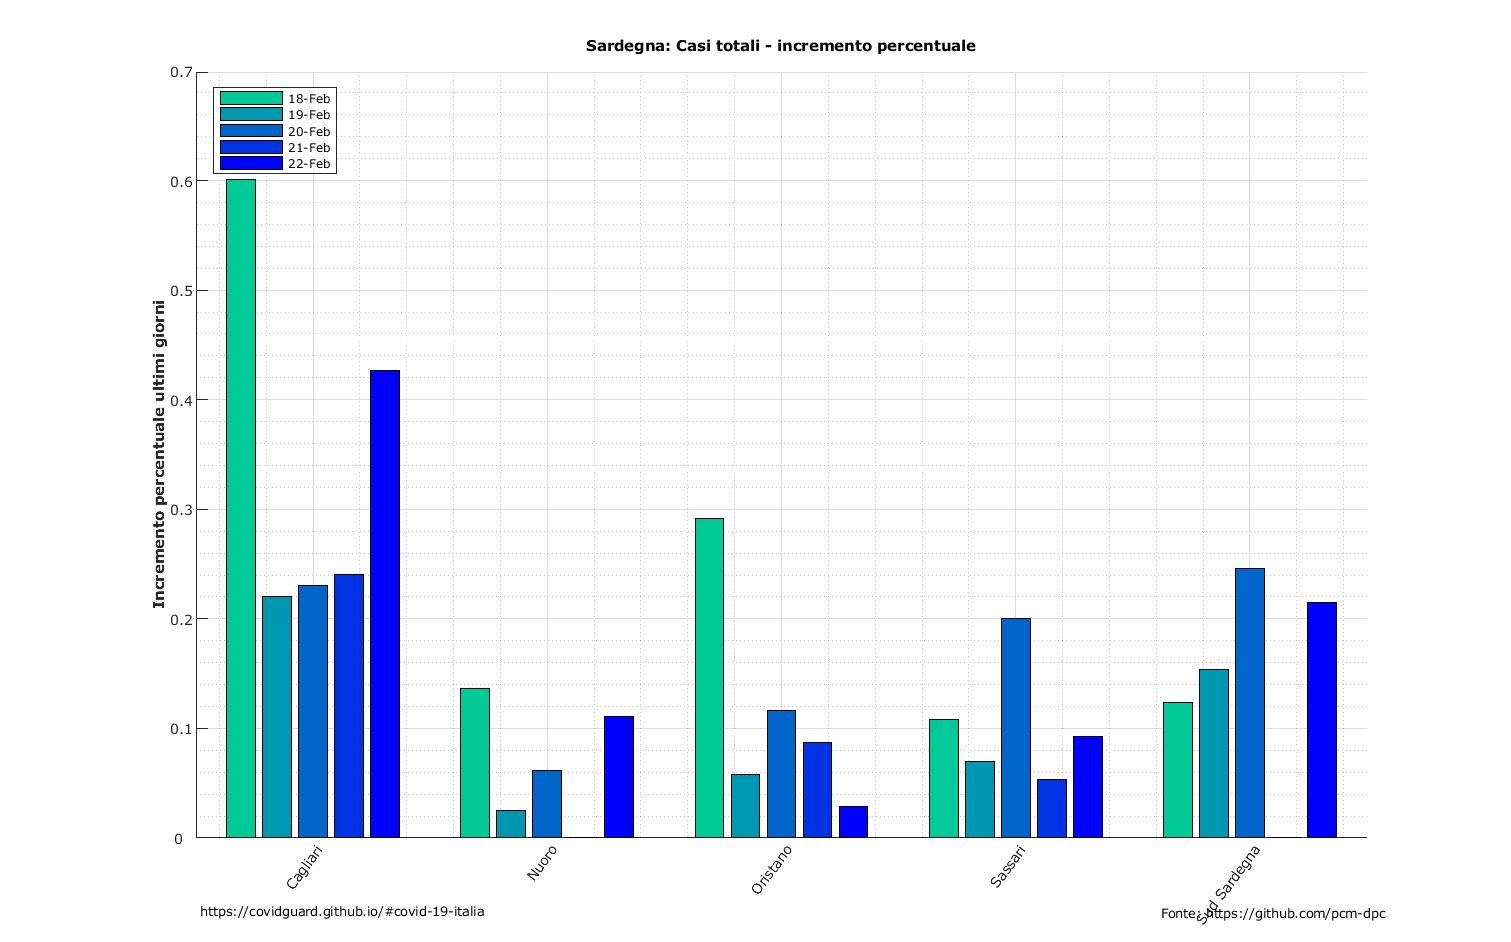 Sardegna: Casi totali - incremento percentuale
0.7
0.6
0.5
0.4
0.3
0.2
0.1
0
Incremento percentuale ultimi giorni
18-Feb
19-Feb
20-Feb
21-Feb
22-Feb
Cagliari
Nuoro
Oristano
Sassari
Sud Sardegna
https://covidguard.github.io/#covid-19-italia
Fonte: https://github.com/pcm-dpc